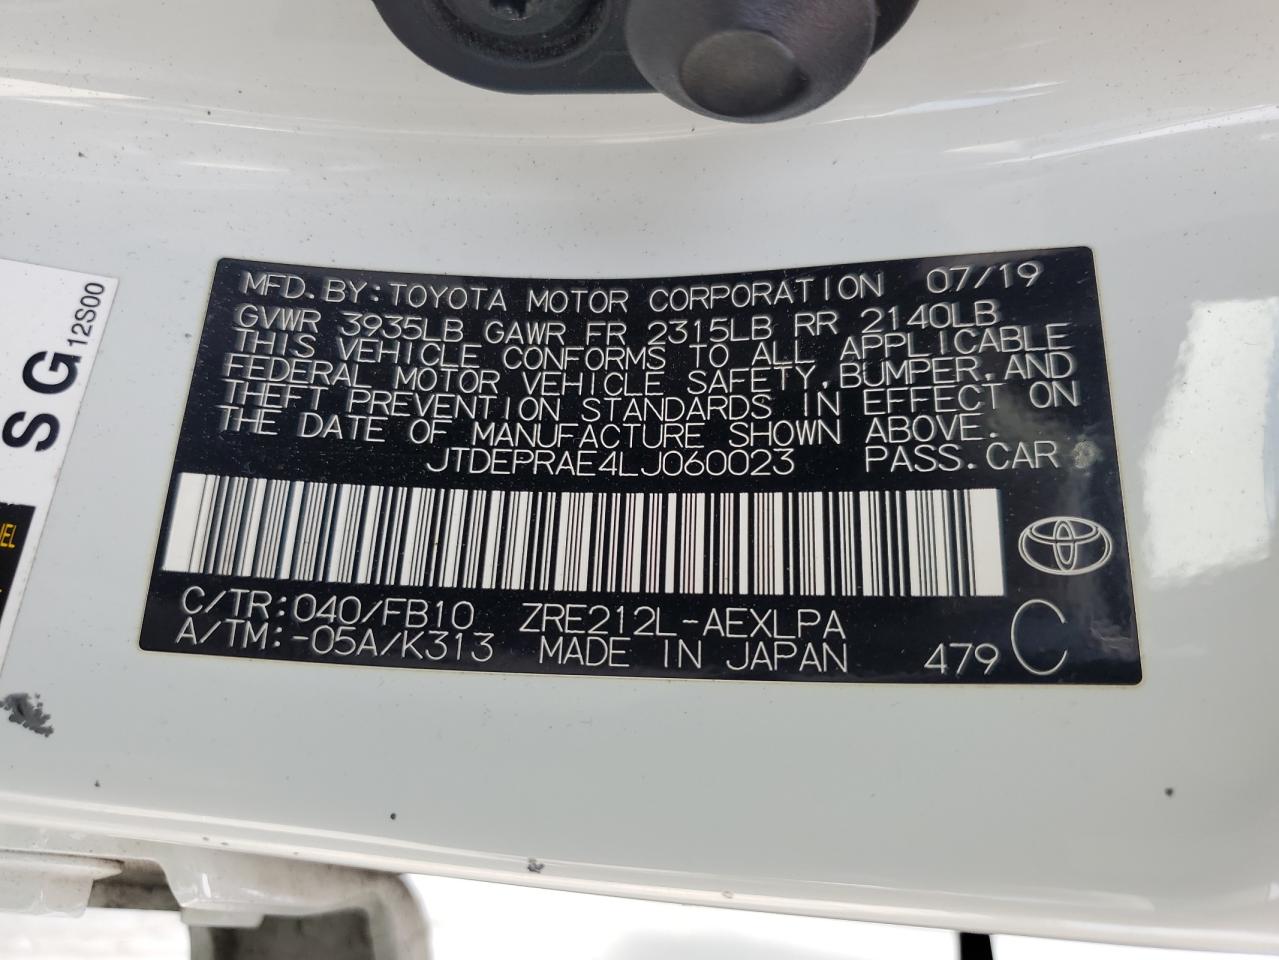 MFD.BY:TOYOTA MOTOR CORPORATION 07/19
GVWR 3935LB GAWR FR 2315LB RR 2140LB
THIS VEHICLE CONFORMS TO ALL APPLICABLE
FEDERAL MOTOR VEHICLE SAFETY,BUMPER,AND
THEFT PREVENTION STANDARDS IN EFFECT ON
THE DATE OF MANUFACTURE SHOWN ABOVE.
JTDEPRAE4LJ060023 PASS.CAR
C/TR:040/FB10 ZRE212L-AEXLPA
A/TM:-05A/K313 MADE IN JAPAN 479 C
SG
12S00